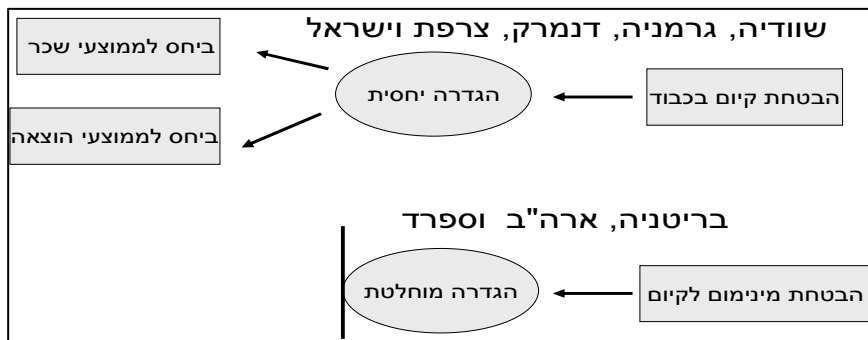 שוודיה, גרמניה, דנמרק, צרפת וישראל
הבטחת קיום בכבוד
הגדרה יחסית
ביחס לממוצעי שכר
ביחס לממוצעי הוצאה
בריטניה, ארה"ב וספרד
הבטחת מינימום לקיום
הגדרה מוחלטת